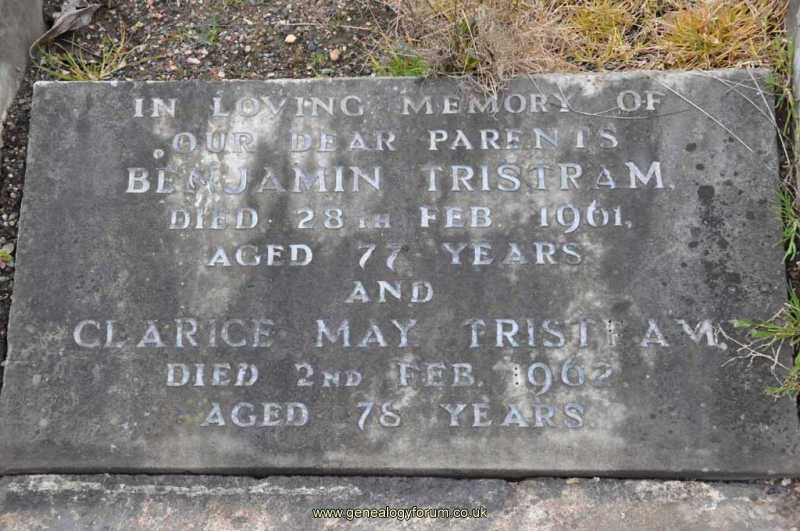 IN LOVING MEMORY OF
OUR DEAR PARENTS
BENJAMIN TRISTRAM,
DIED 28TH FEB 1961,
AGED 77 YEARS
AND
CLARICE MAY TRISTRAM,
DIED 2ND FEB. 1962.
AGED 78 YEARS.
www.genealogyforum.co.uk